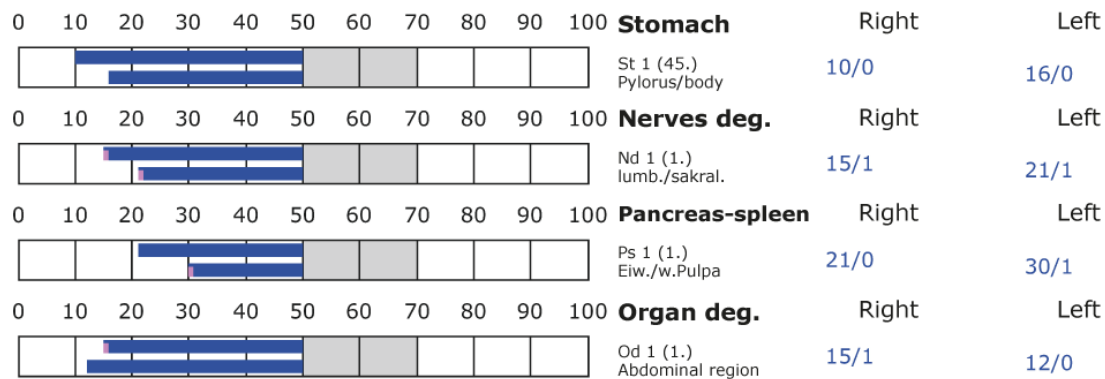 0 10 20 30 40 50 60 70 80 90 100 Stomach Right Left
St 1 (45.) 10/0 16/0
Pylorus/body
0 10 20 30 40 50 60 70 80 90 100 Nerves deg. Right Left
Nd 1 (1.) 15/1 21/1
lumb./sakral.
0 10 20 30 40 50 60 70 80 90 100 Pancreas-spleen Right Left
Ps 1 (1.) 21/0 30/1
Eiw./w.Pulpa
0 10 20 30 40 50 60 70 80 90 100 Organ deg. Right Left
Od 1 (1.) 15/1 12/0
Abdominal region